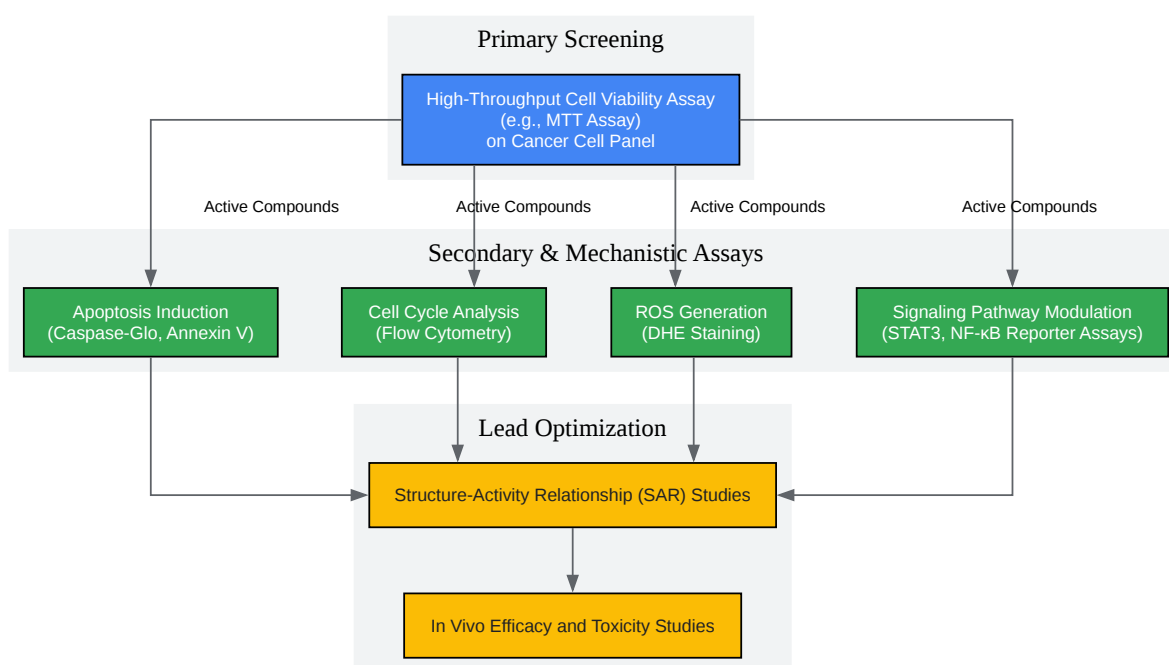 Primary Screening
High-Throughput Cell Viability Assay
(e.g., MTT Assay)
on Cancer Cell Panel
Active Compounds
Active Compounds
Active Compounds
Active Compounds
Secondary & Mechanistic Assays
Apoptosis Induction
(Caspase-Glo, Annexin V)
Cell Cycle Analysis
(Flow Cytometry)
ROS Generation
(DHE Staining)
Signaling Pathway Modulation
(STAT3, NF-κB Reporter Assays)
Lead Optimization
Structure-Activity Relationship (SAR) Studies
In Vivo Efficacy and Toxicity Studies